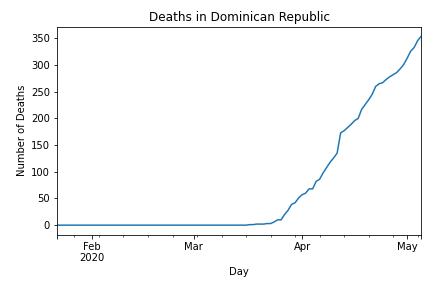 Deaths in Dominican Republic
Number of Deaths
350
300
250
200
150
100
50
0
Feb
2020
Mar
Apr
May
Day